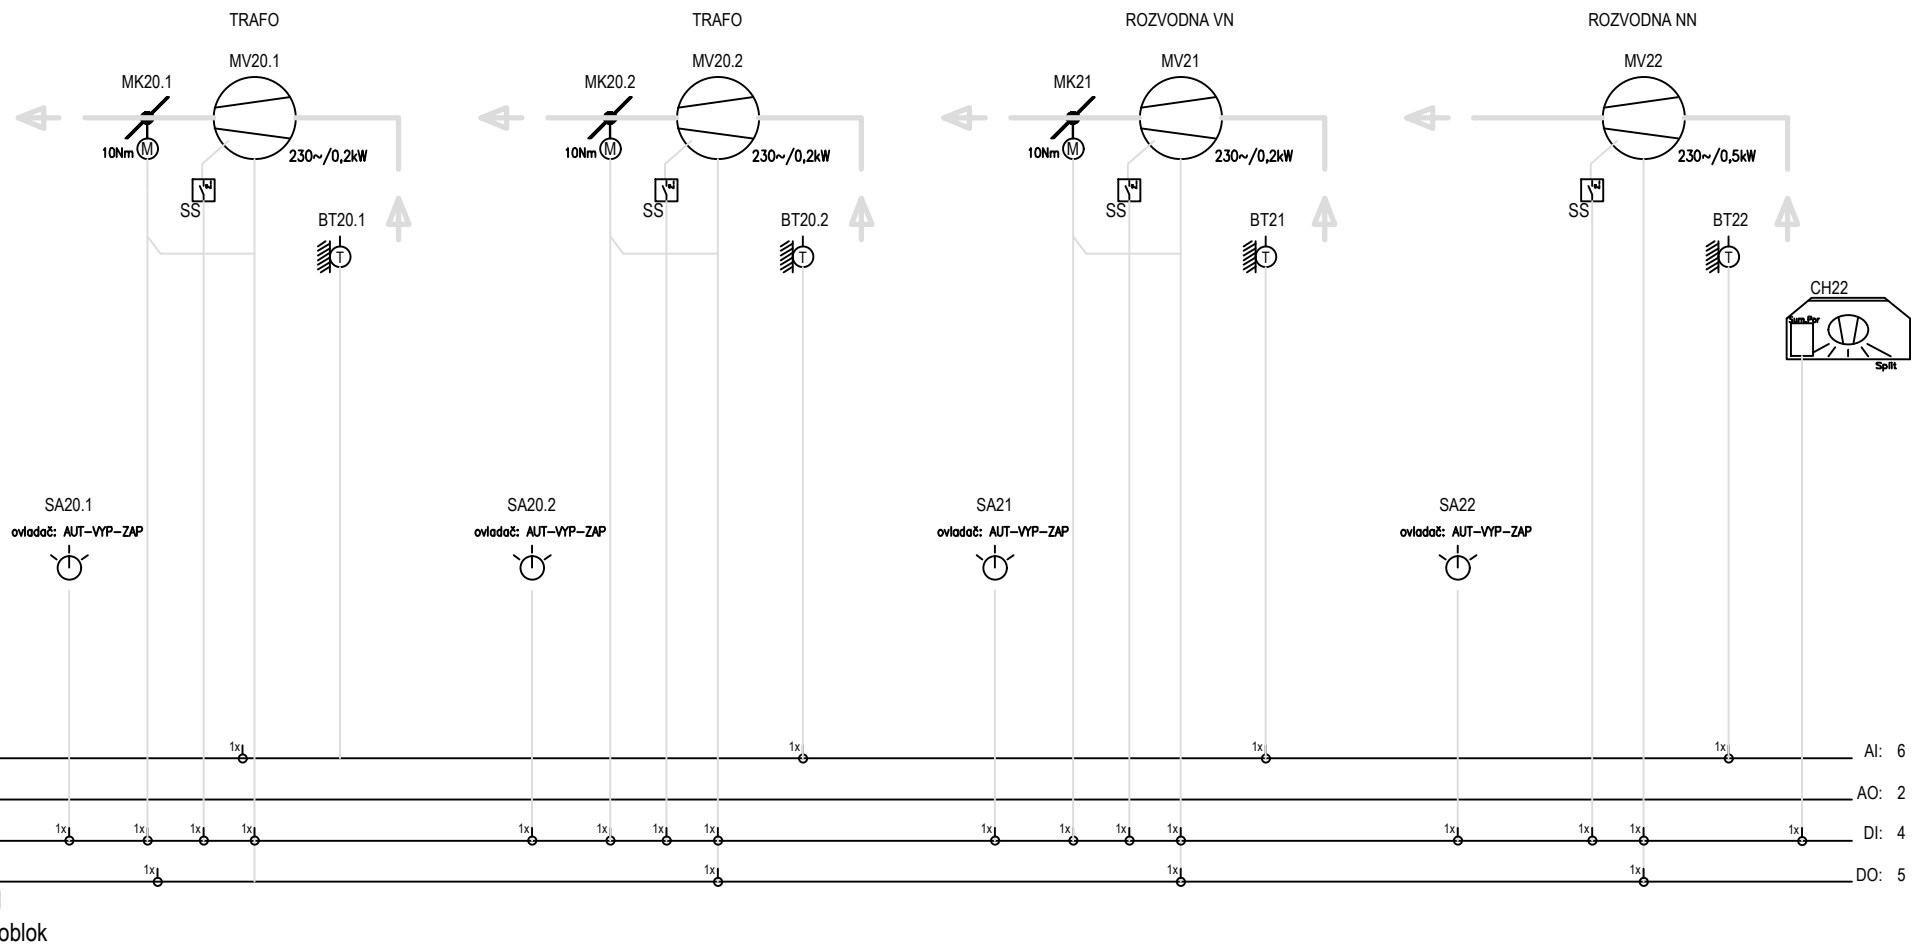 TRAFO
TRAFO
ROZVODNA VN
ROZVODNA NN
MV20.1
MV20.2
MV21
MV22
MK20.1
MK20.2
MK21
10Nm M
230~/0,2kW
10Nm M
230~/0,2kW
10Nm M
230~/0,2kW
230~/0,5kW
SS
SS
SS
SS
BT20.1
BT20.2
BT21
BT22
T
T
T
T
CH22
Sum.Por
Split
SA20.1
SA20.2
SA21
SA22
ovladač: AUT-VYP-ZAP
ovladač: AUT-VYP-ZAP
ovladač: AUT-VYP-ZAP
ovladač: AUT-VYP-ZAP
1x 1x 1x 1x AI: 6
AO: 2
1x 1x 1x 1x 1x 1x 1x 1x 1x 1x 1x 1x 1x 1x 1x 1x DI: 4
1x 1x 1x 1x DO: 5
oblok